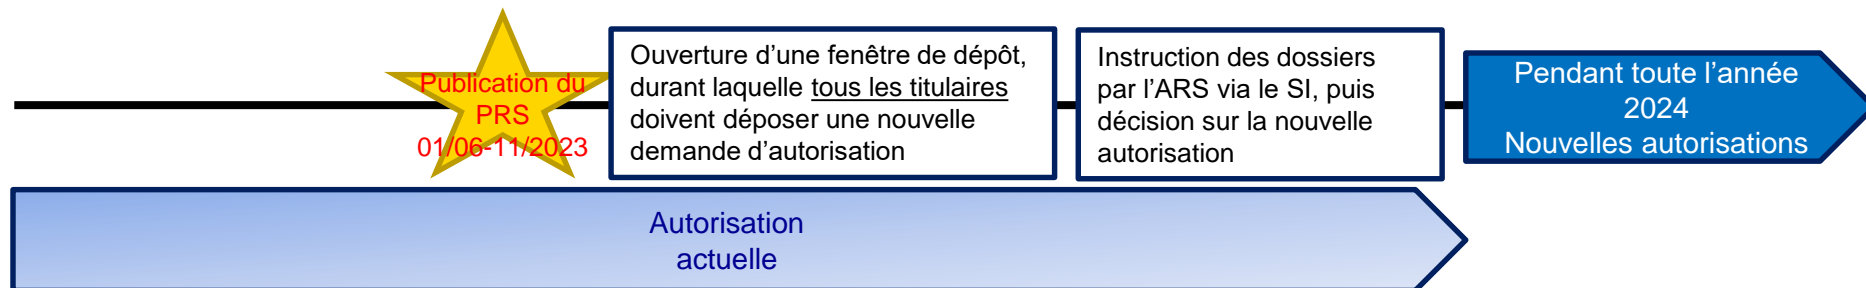 Publication du
PRS
01/06-11/2023
Ouverture d’une fenêtre de dépôt,
durant laquelle tous les titulaires
doivent déposer une nouvelle
demande d’autorisation
Instruction des dossiers
par l’ARS via le SI, puis
décision sur la nouvelle
autorisation
Pendant toute l’année
2024
Nouvelles autorisations
Autorisation
actuelle